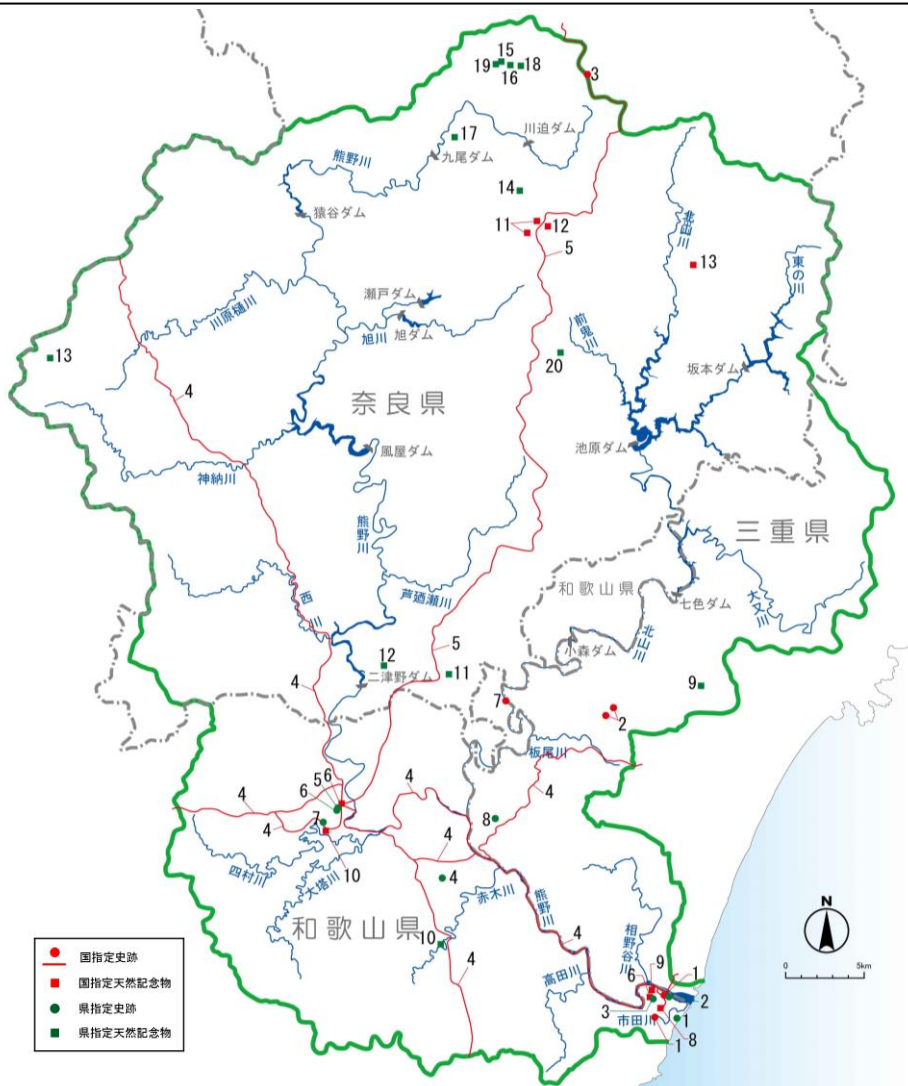 15
19
16
18
3
17
川迫ダム
九尾ダム
熊野川
14
猿谷ダム
11
12
5
北山川
13
東の川
瀬戸ダム
川原樋川
旭川
旭ダム
前鬼川
13
20
坂本ダム
4
奈良県
風屋ダム
池原ダム
神納川
三重県
熊野川
和歌山県
芦廼瀬川
七色ダム
大又川
西川
北山川
小森ダム
5
12
11
9
二津野ダム
4
7
2
板尾川
5
6
6
4
4
4
4
7
8
四村川
10
4
大塔川
4
赤木川
熊野川
和歌山県
相野谷川
N
0
5km
10
4
4
高田川
9
6
1
2
3
市田川
1
8
1
国指定史跡
国指定天然記念物
県指定史跡
県指定天然記念物